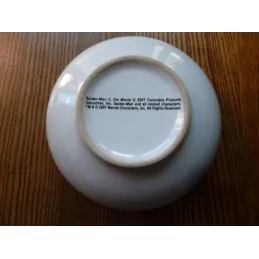 Spider-Man 3, the Movie © 2007 Columbia Pictures
Industries, Inc. Spider-Man and all related characters
TM & © 2007 Marvel Characters, Inc. All Rights Reserved.